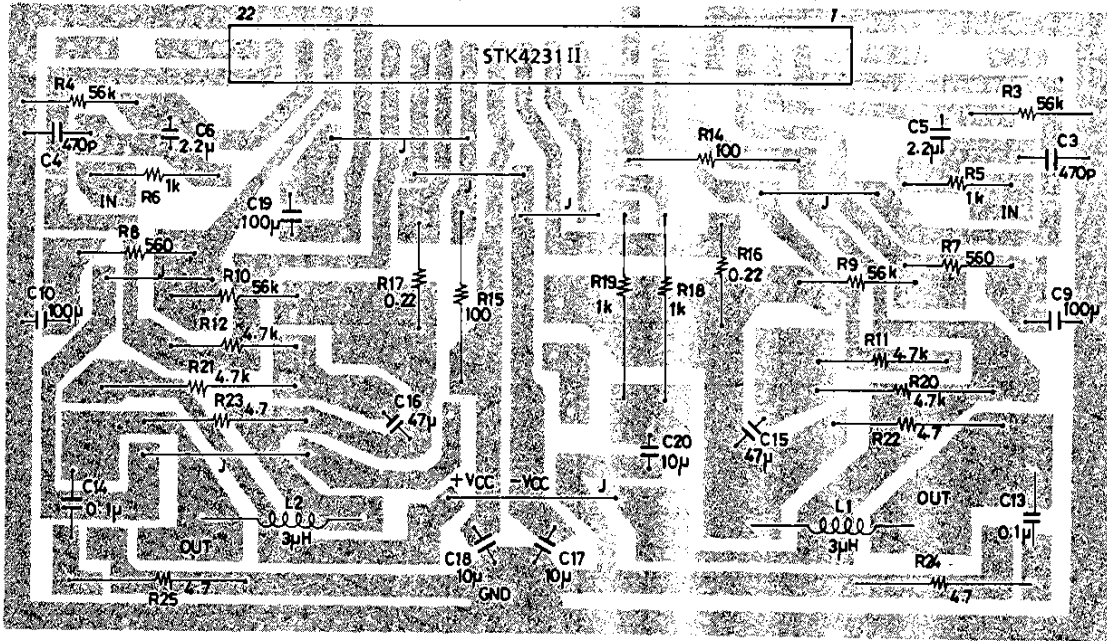 22
1
STK4231II
R4
56k
470p
C4
C6
2.2μ
R6
1k
IN
J
J
J
R14
100
C5
2.2μ
R3
56k
C3
470p
R5
1k
IN
J
C19
100μ
R8
560
J
R10
56k
C10
100μ
R12
4.7k
R21
4.7k
R23
4.7
R17
0.22
R15
100
R19
1k
R18
1k
R16
0.22
R9
56k
R7
560
C9
100μ
R11
4.7k
R20
4.7k
R22
4.7
C16
47μ
C20
10μ
C15
47μ
J
C14
0.1μ
L2
3μH
OUT
+VCC
-VCC
J
L1
3μH
OUT
C13
0.1μ
C18
10μ
C17
10μ
GND
R25
4.7
R24
4.7